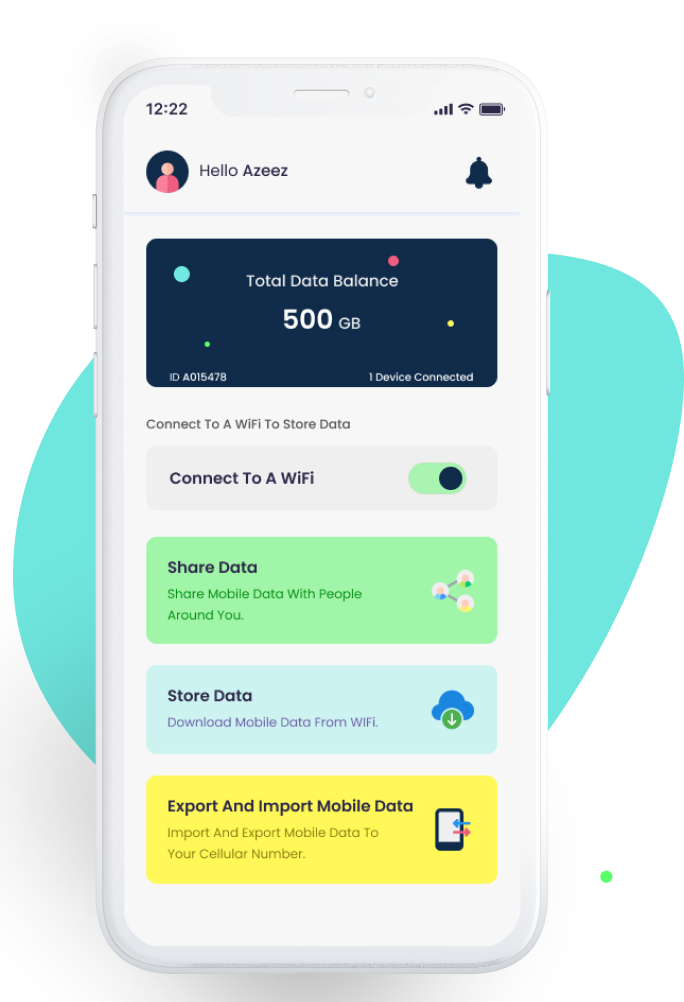 12:22
Hello Azeez
Total Data Balance
500 GB
ID A015478
1 Device Connected
Connect To A WiFi To Store Data
Connect To A WiFi
Share Data
Share Mobile Data With People
Around You.
Store Data
Download Mobile Data From WIFi.
Export And Import Mobile Data
Import And Export Mobile Data To
Your Cellular Number.